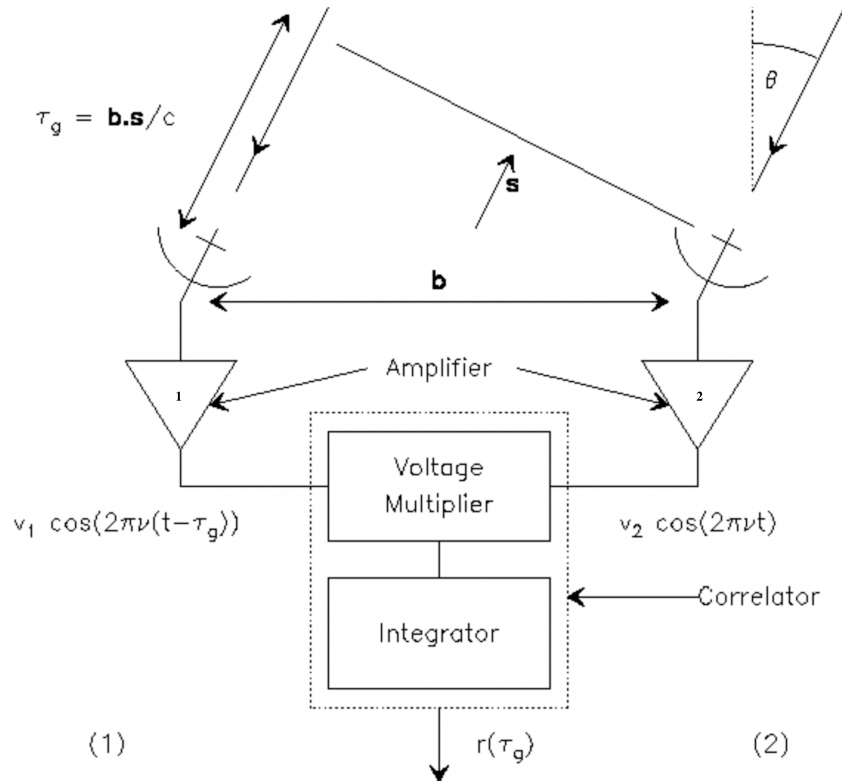 θ
τg = b.s/c
s
b
Amplifier
1
2
Voltage
Multiplier
v1 cos(2πν(t−τg))
v2 cos(2πνt)
Correlator
Integrator
(1)
r(τg)
(2)